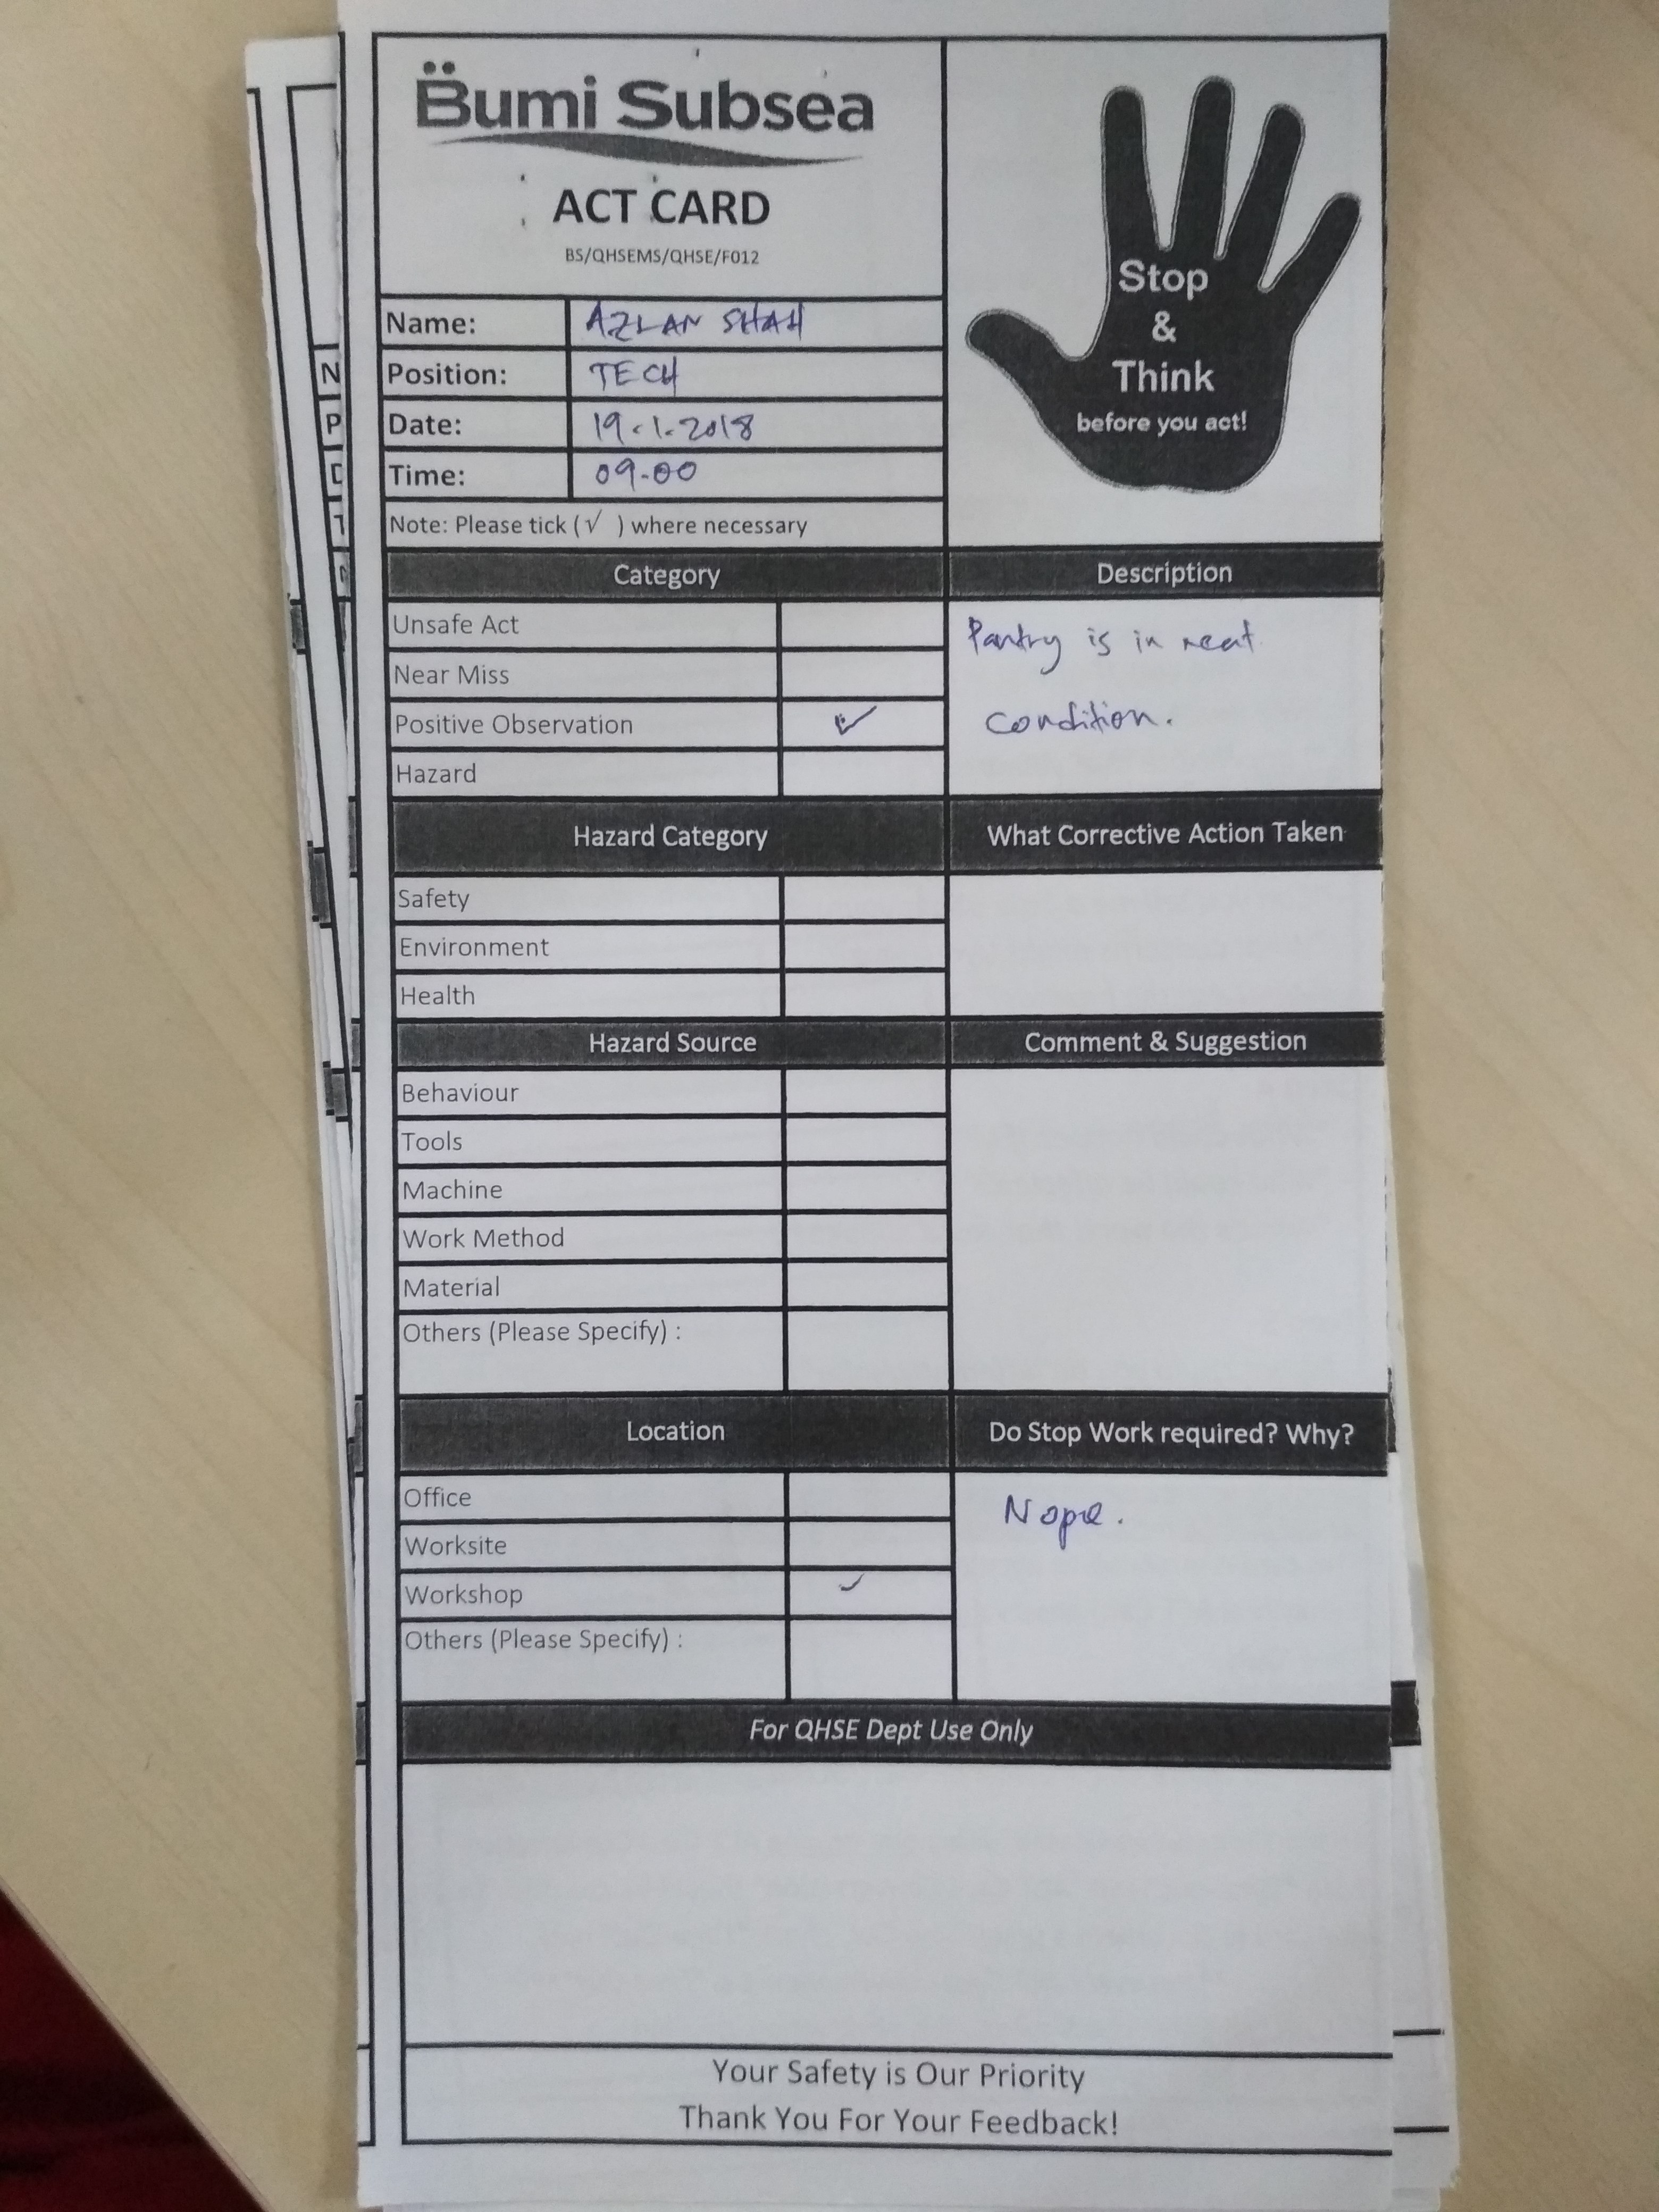 Bumi Subsea
ACT CARD
BS/QHSEMS/QHSE/F012
Stop
&
Think
before you act!
Name: AZLAN SHAH
Position: TECH
Date: 19.1.2018
Time: 09.00
Note: Please tick (√ ) where necessary
Category
Description
Unsafe Act
Near Miss
Positive Observation ✓
Hazard
Pantry is in neat
condition.
Hazard Category
What Corrective Action Taken
Safety
Environment
Health
Hazard Source
Comment & Suggestion
Behaviour
Tools
Machine
Work Method
Material
Others (Please Specify) :
Location
Do Stop Work required? Why?
Office
Worksite
Workshop ✓
Others (Please Specify) :
Nope.
For QHSE Dept Use Only
Your Safety is Our Priority
Thank You For Your Feedback!
N
P
D
T